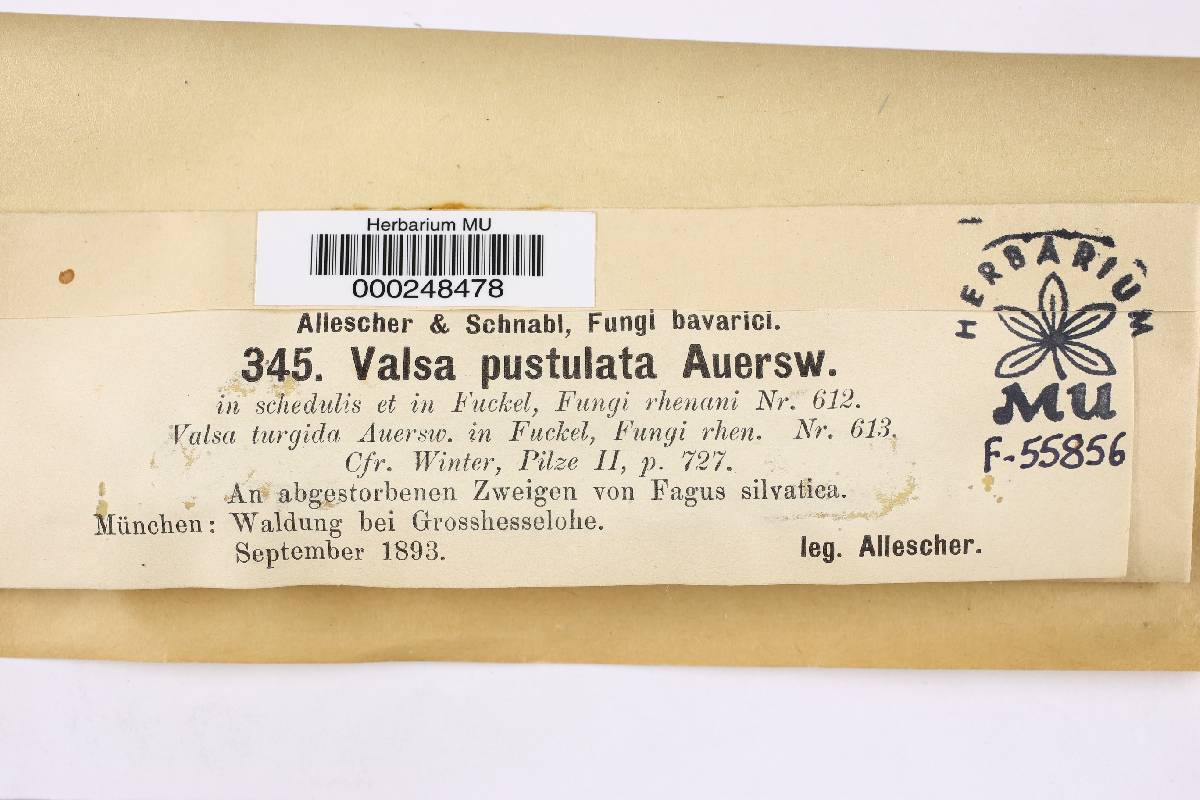 Herbarium MU
000248478
HERBARIUM
MU
F-55856
Allescher & Schnabl, Fungi bavarici.
345. Valsa pustulata Auersw.
in schedulis et in Fuckel, Fungi rhenani Nr. 612.
Valsa turgida Auersw. in Fuckel, Fungi rhen. Nr. 613.
Cfr. Winter, Pilze II, p. 727.
An abgestorbenen Zweigen von Fagus silvatica.
München: Waldung bei Grosshesselohe.
September 1893.
leg. Allescher.